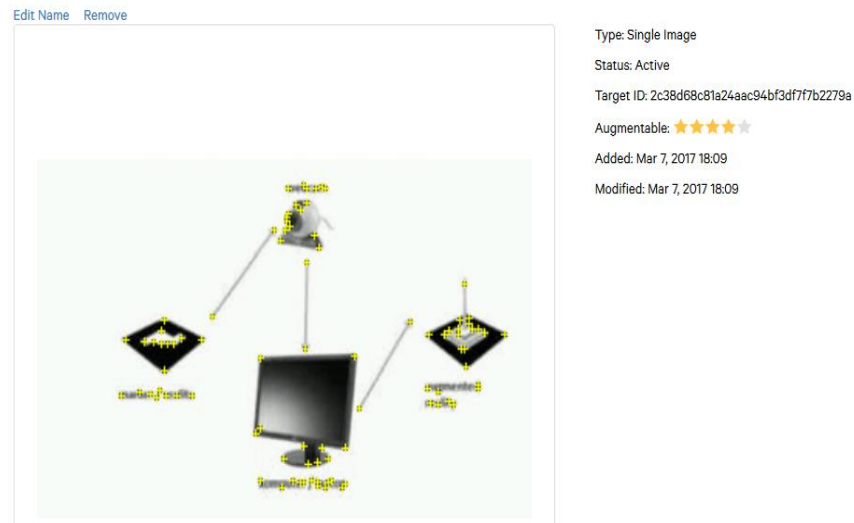 Edit Name Remove
Type: Single Image
Status: Active
Target ID: 2c38d68c81a24aac94bf3df7f7b2279a
Augmentable:
Added: Mar 7, 2017 18:09
Modified: Mar 7, 2017 18:09